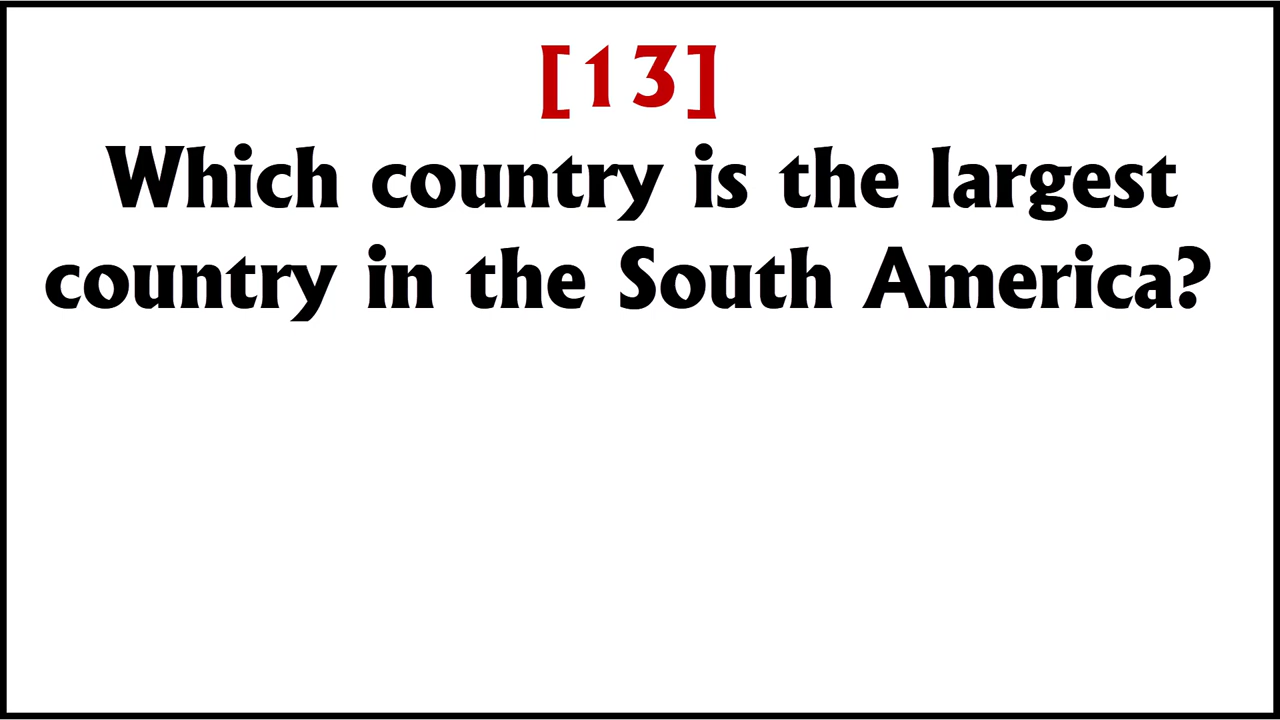 [13]
Which country is the largest
country in the South America?